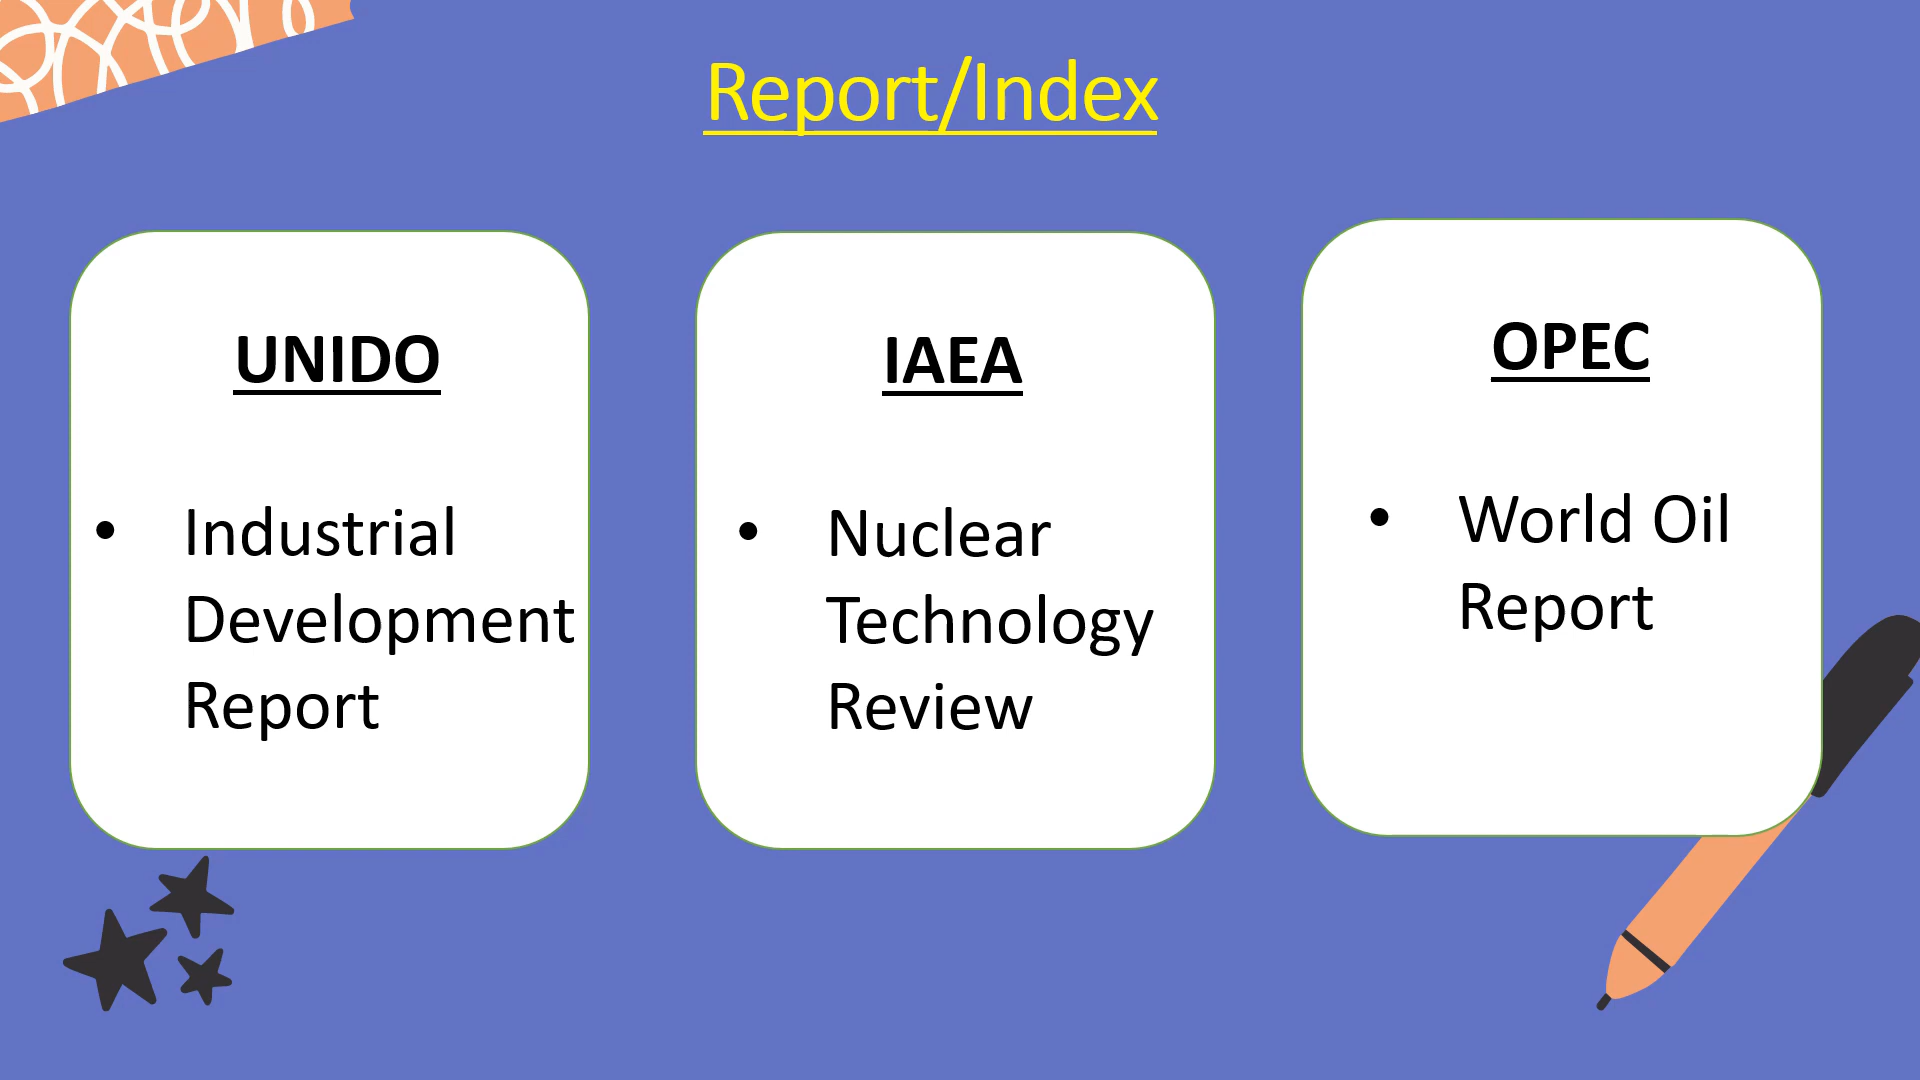 Report/Index
UNIDO
• Industrial
Development
Report
IAEA
• Nuclear
Technology
Review
OPEC
• World Oil
Report